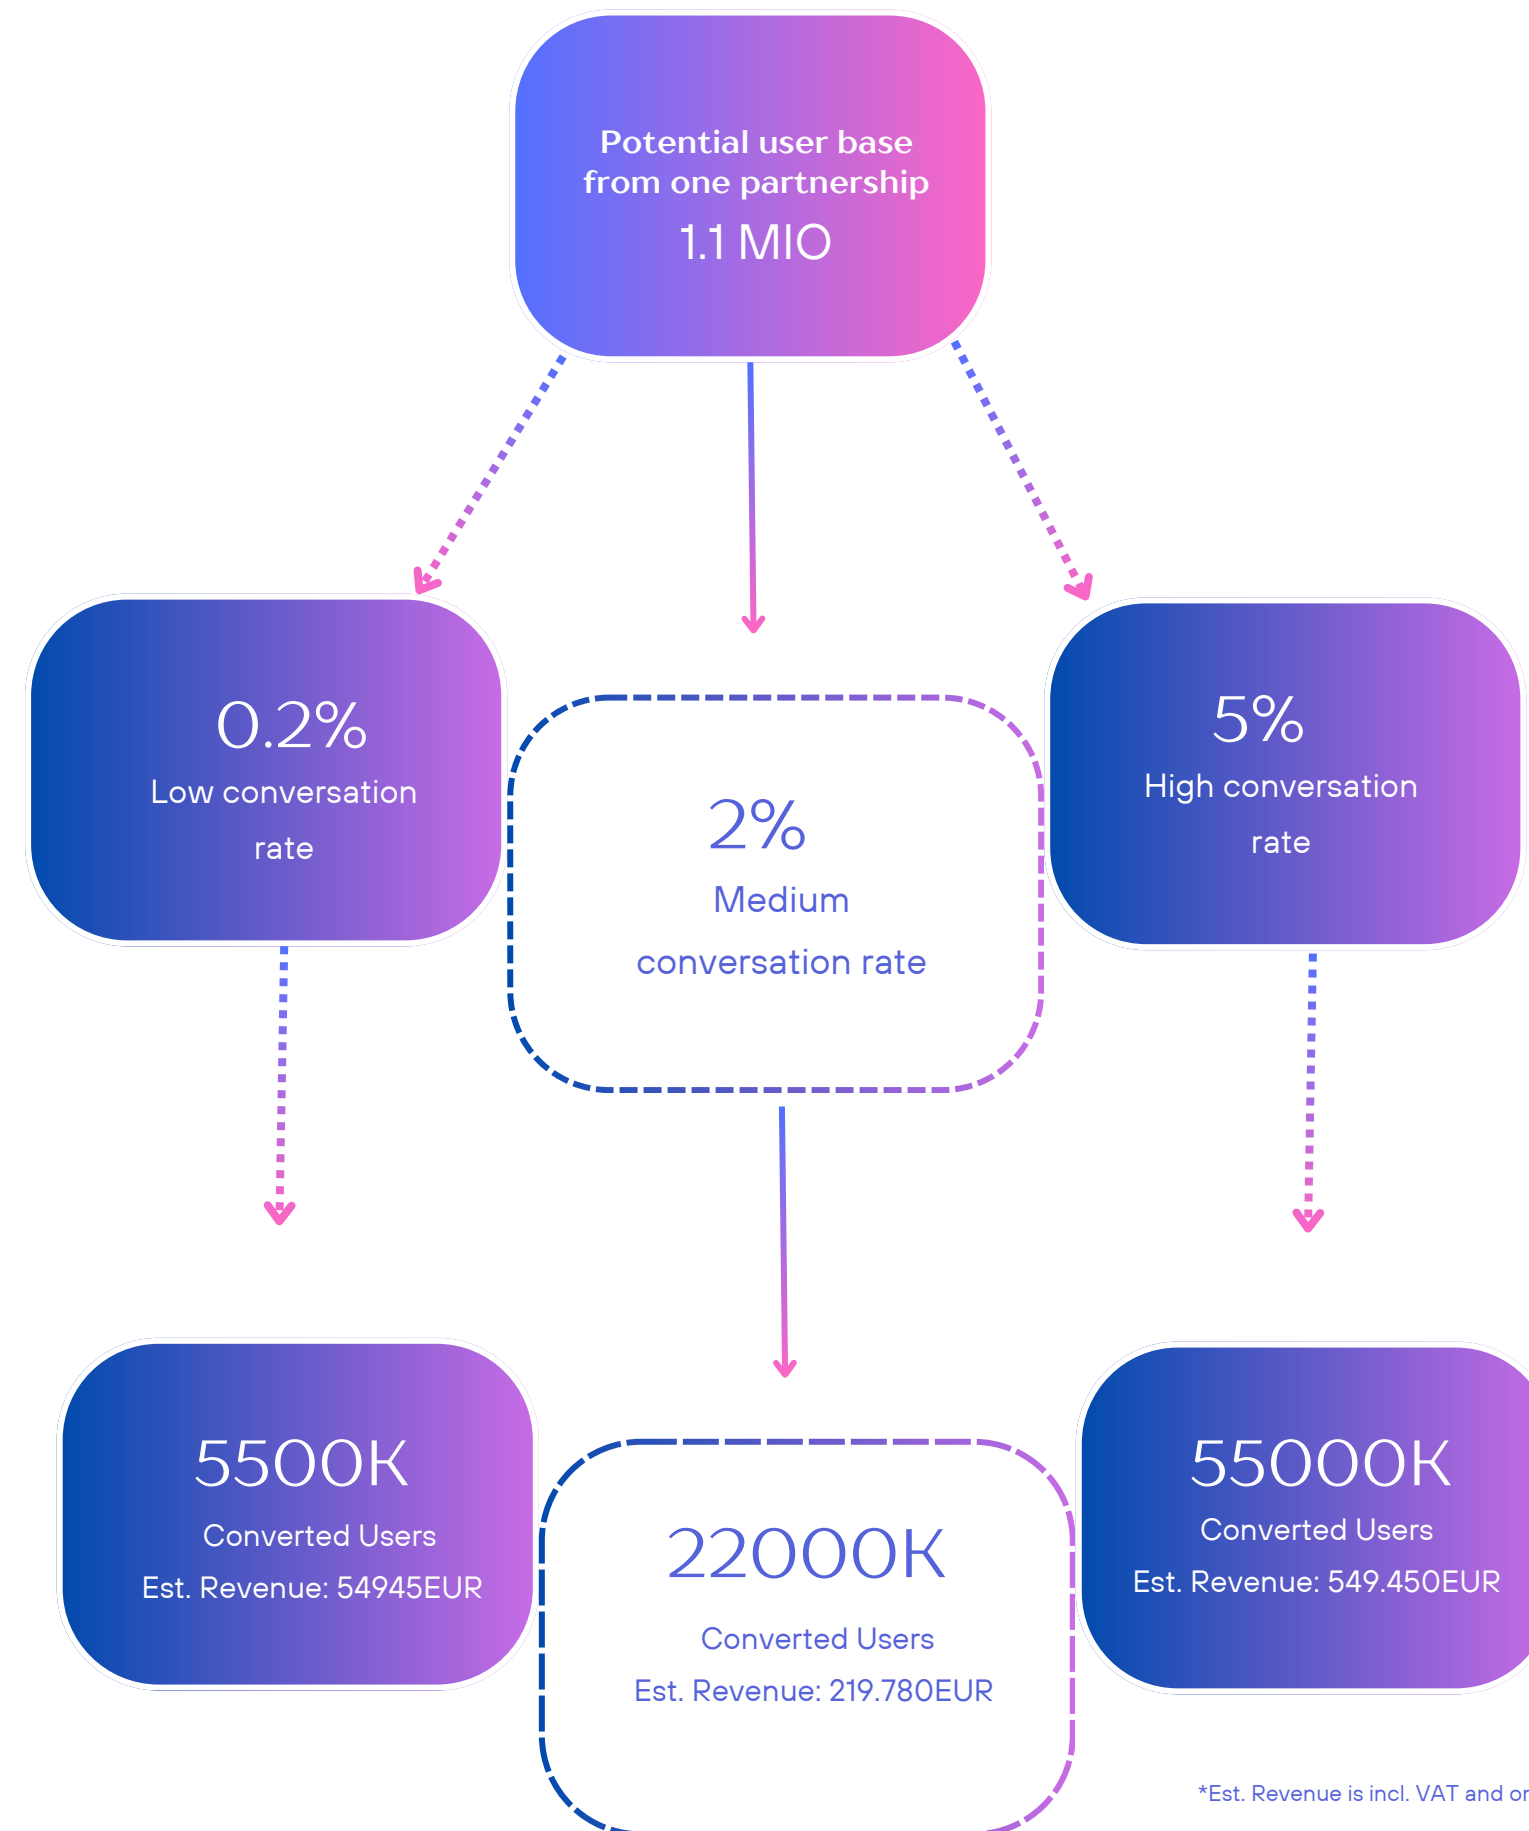 Potential user base
from one partnership
1.1 MIO
0.2%
Low conversation
rate
2%
Medium
conversation rate
5%
High conversation
rate
5500K
Converted Users
Est. Revenue: 54945EUR
22000K
Converted Users
Est. Revenue: 219.780EUR
55000K
Converted Users
Est. Revenue: 549.450EUR
*Est. Revenue is incl. VAT and